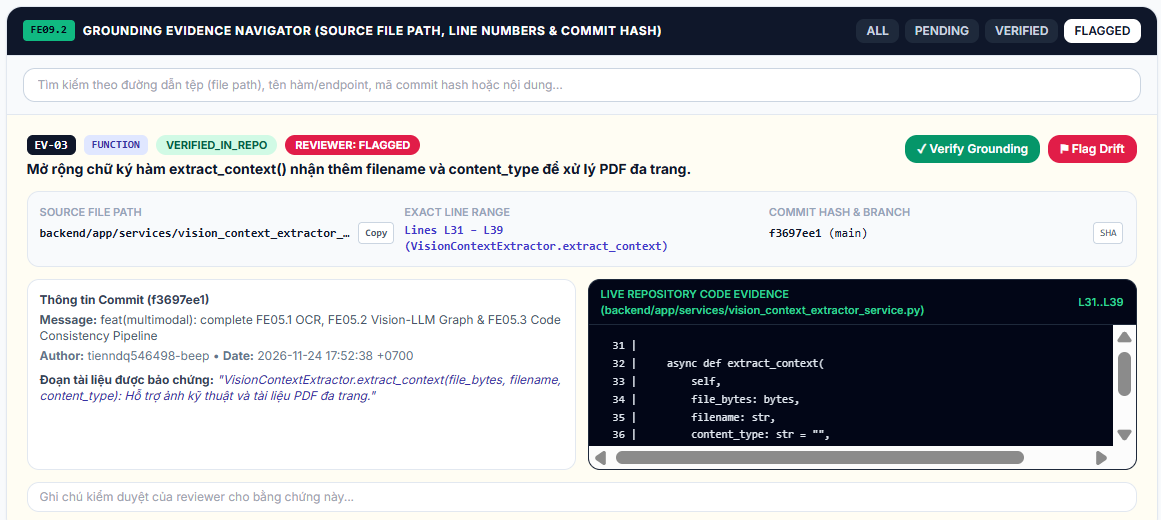 FE09.2 GROUNDING EVIDENCE NAVIGATOR (SOURCE FILE PATH, LINE NUMBERS & COMMIT HASH) ALL PENDING VERIFIED FLAGGED
Tìm kiếm theo đường dẫn tệp (file path), tên hàm/endpoint, mã commit hash hoặc nội dung...
EV-03 FUNCTION VERIFIED_IN_REPO REVIEWER: FLAGGED
✓ Verify Grounding ⚑ Flag Drift
Mở rộng chữ ký hàm extract_context() nhận thêm filename và content_type để xử lý PDF đa trang.
SOURCE FILE PATH
backend/app/services/vision_context_extractor_… Copy
EXACT LINE RANGE
Lines L31 - L39
(VisionContextExtractor.extract_context)
COMMIT HASH & BRANCH
f3697ee1 (main) SHA
Thông tin Commit (f3697ee1)
Message: feat(multimodal): complete FE05.1 OCR, FE05.2 Vision-LLM Graph & FE05.3 Code
Consistency Pipeline
Author: tienndq546498-beep • Date: 2026-11-24 17:52:38 +0700
Đoạn tài liệu được bảo chứng: "VisionContextExtractor.extract_context(file_bytes, filename,
content_type): Hỗ trợ ảnh kỹ thuật và tài liệu PDF đa trang."
LIVE REPOSITORY CODE EVIDENCE
(backend/app/services/vision_context_extractor_service.py)
L31..L39
31 |
32 |     async def extract_context(
33 |         self,
34 |         file_bytes: bytes,
35 |         filename: str,
36 |         content_type: str = "",
Ghi chú kiểm duyệt của reviewer cho bằng chứng này...